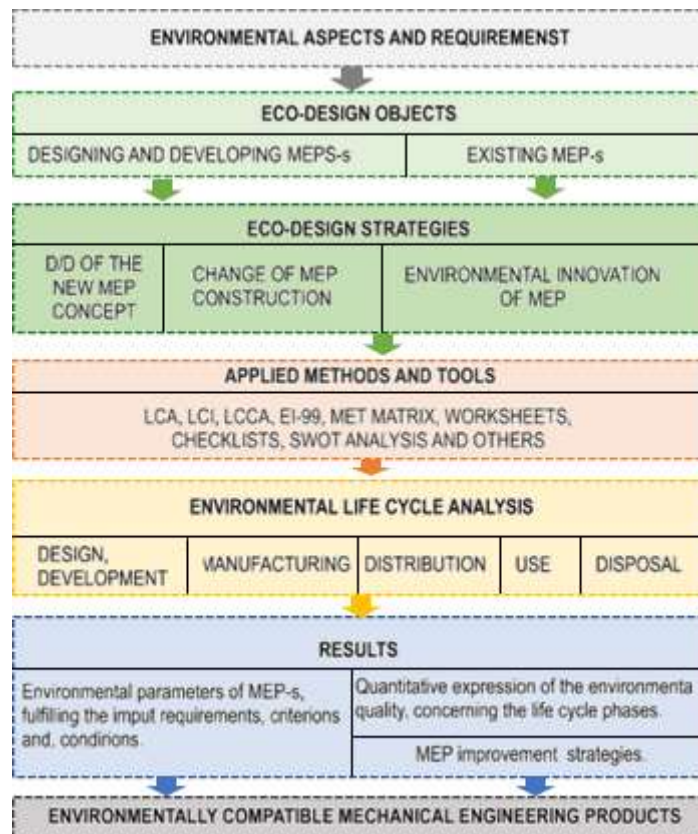 ENVIRONMENTAL ASPECTS AND REQUIREMENST
ECO-DESIGN OBJECTS
DESIGNING AND DEVELOPING MEPS-s
EXISTING MEP-s
ECO-DESIGN STRATEGIES
D/D OF THE
NEW MEP
CONCEPT
CHANGE OF MEP
CONSTRUCTION
ENVIRONMENTAL INNOVATION
OF MEP
APPLIED METHODS AND TOOLS
LCA, LCI, LCCA, EI-99, MET MATRIX, WORKSHEETS,
CHECKLISTS, SWOT ANALYSIS AND OTHERS
ENVIRONMENTAL LIFE CYCLE ANALYSIS
DESIGN,
DEVELOPMENT
MANUFACTURING
DISTRIBUTION
USE
DISPOSAL
RESULTS
Environmental parameters of MEP-s,
fulfilling the imput requirements, criterions
and, condirions.
Quantitative expression of the environmenta
quality, concerning the life cycle phases.
MEP improvement strategies.
ENVIRONMENTALLY COMPATIBLE MECHANICAL ENGINEERING PRODUCTS